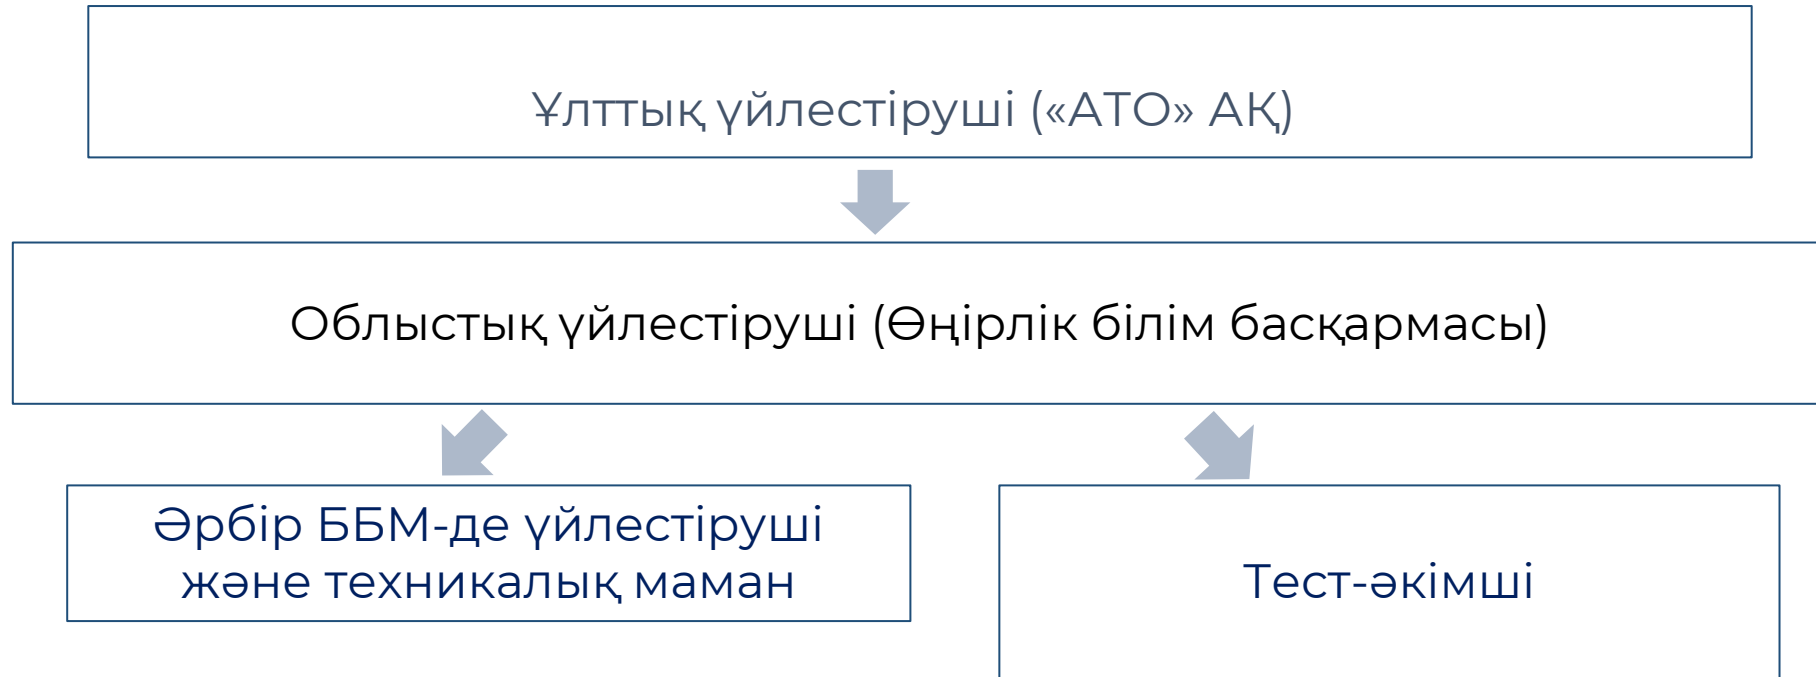 Ұлттық үйлестіруші («АТО» АҚ)
Облыстық үйлестіруші (Өңірлік білім басқармасы)
Әрбір ББМ-де үйлестіруші
және техникалық маман
Тест-әкімші